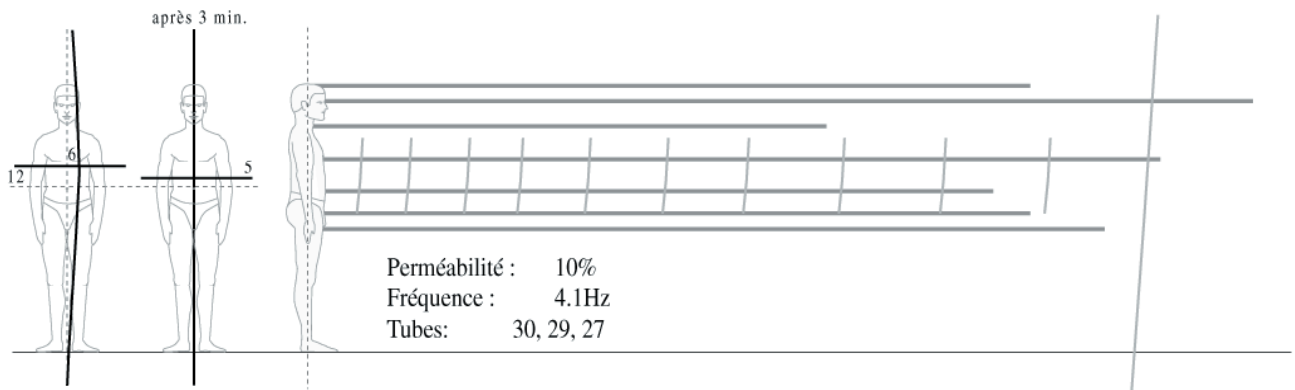 après 3 min.
6
12
5
Perméabilité : 10%
Fréquence : 4.1Hz
Tubes: 30, 29, 27